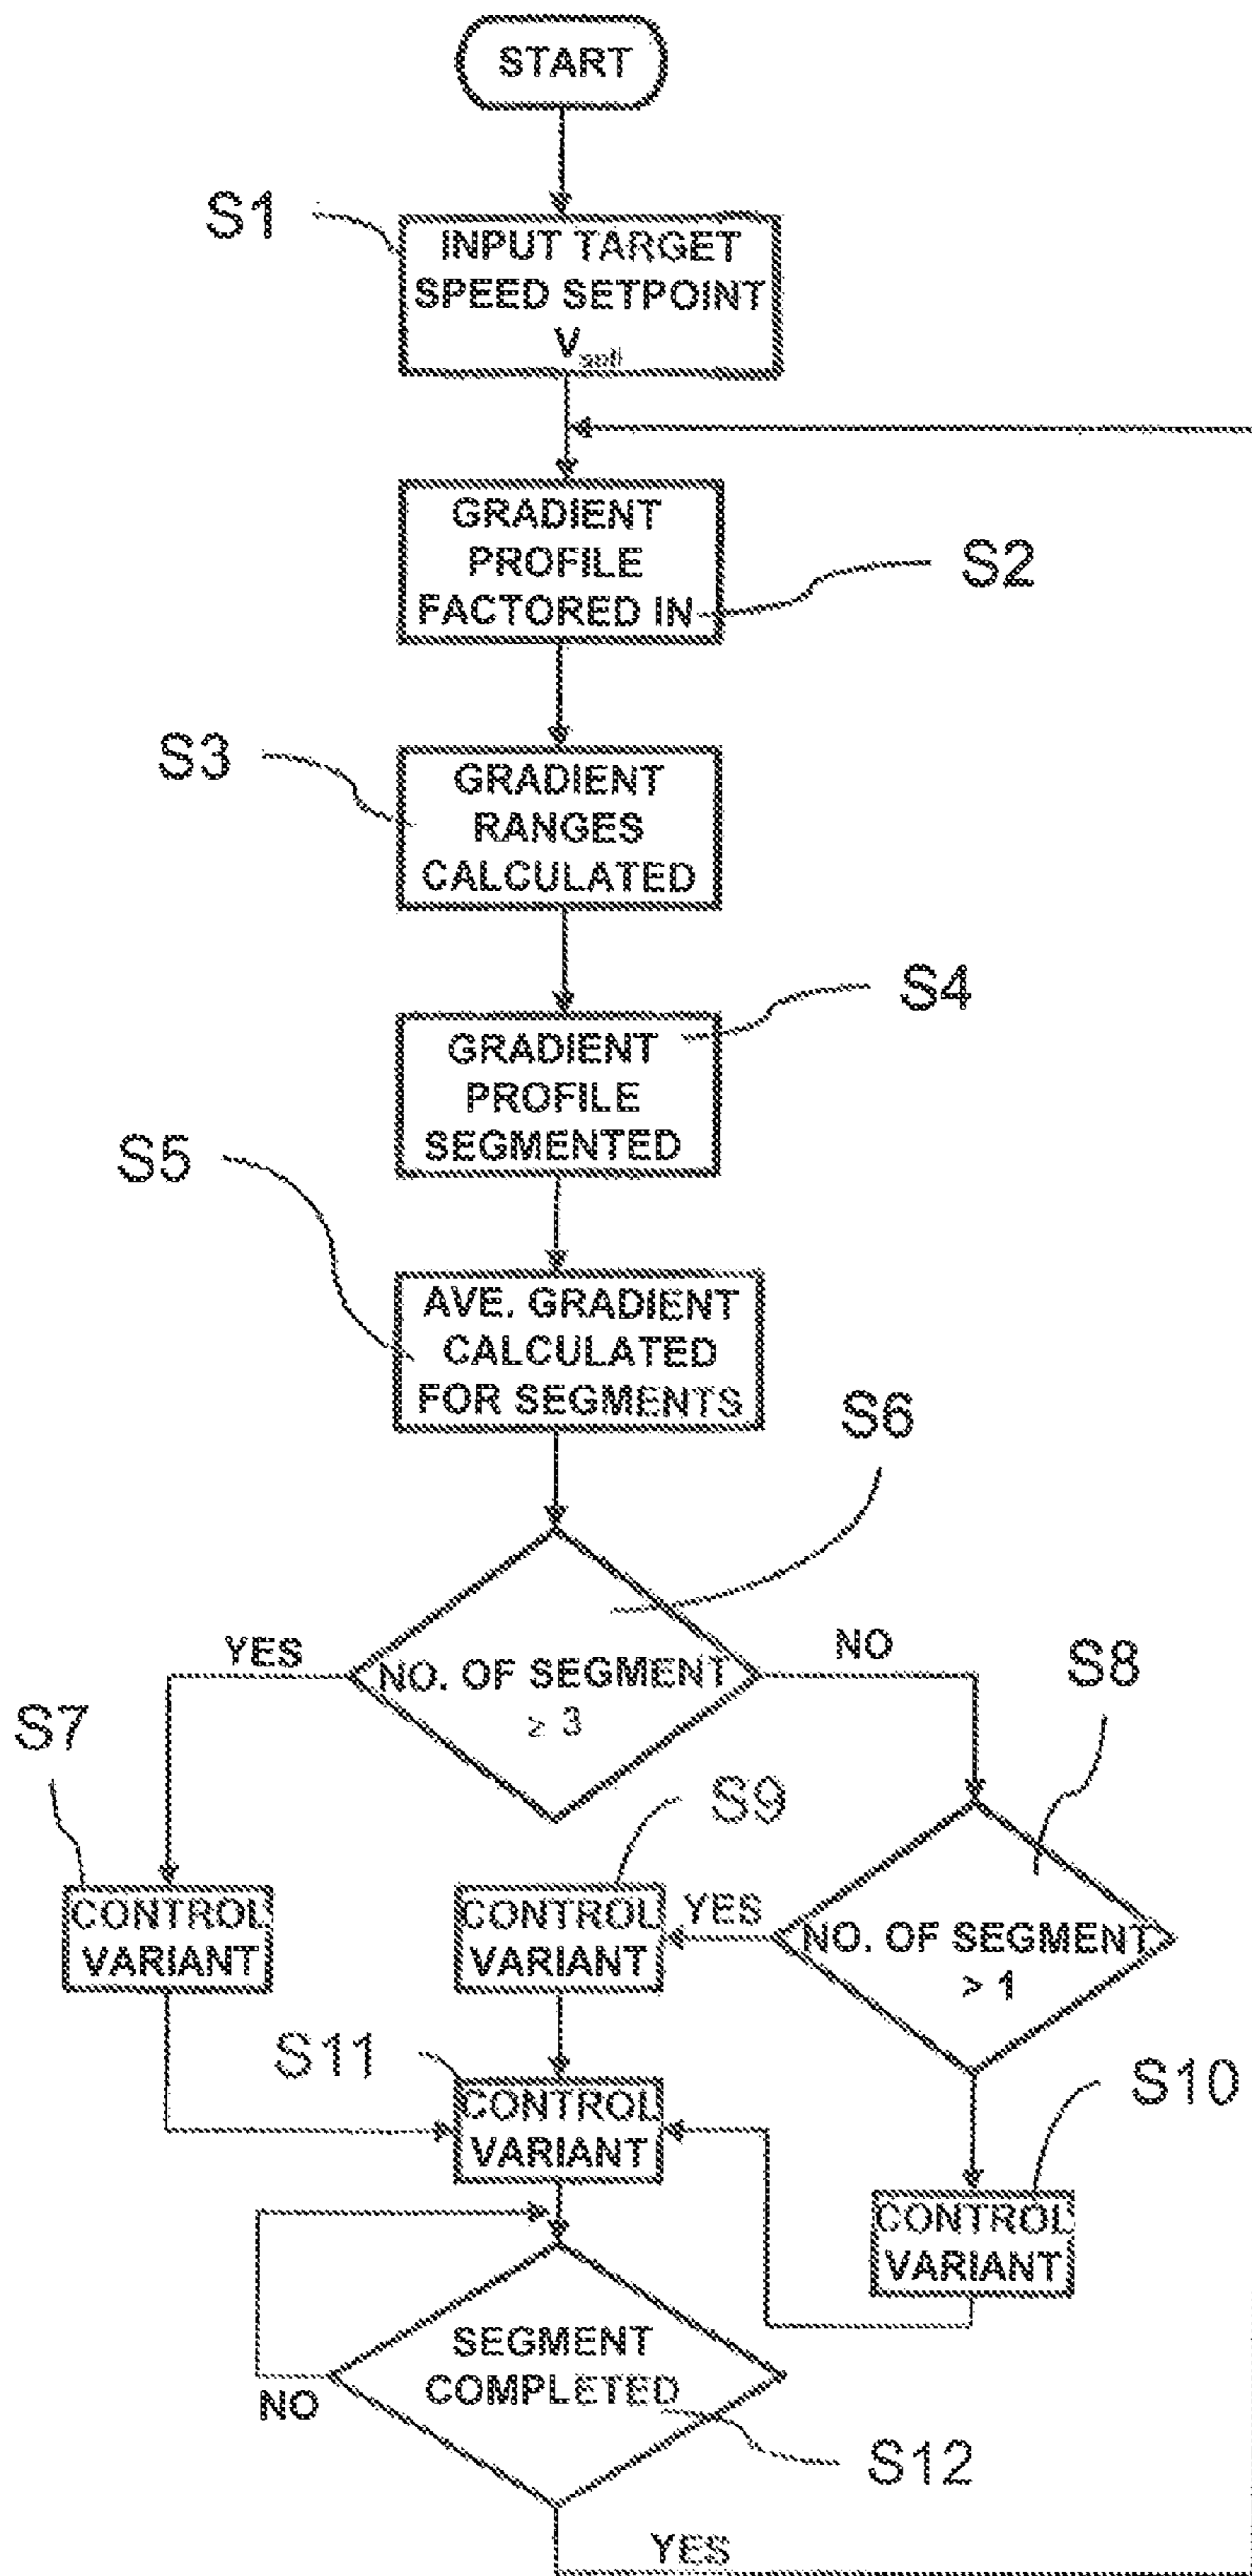 START
S1
INPUT TARGET
SPEED SETPOINT
V soll
GRADIENT
PROFILE
FACTORED IN
S2
S3
GRADIENT
RANGES
CALCULATED
S4
GRADIENT
PROFILE
SEGMENTED
S5
AVE. GRADIENT
CALCULATED
FOR SEGMENTS
S6
YES
NO
NO. OF SEGMENT
≥ 3
S8
S7
S9
CONTROL
VARIANT
CONTROL
VARIANT
YES
NO. OF SEGMENT
> 1
S11
CONTROL
VARIANT
S10
CONTROL
VARIANT
SEGMENT
COMPLETED
NO
S12
YES